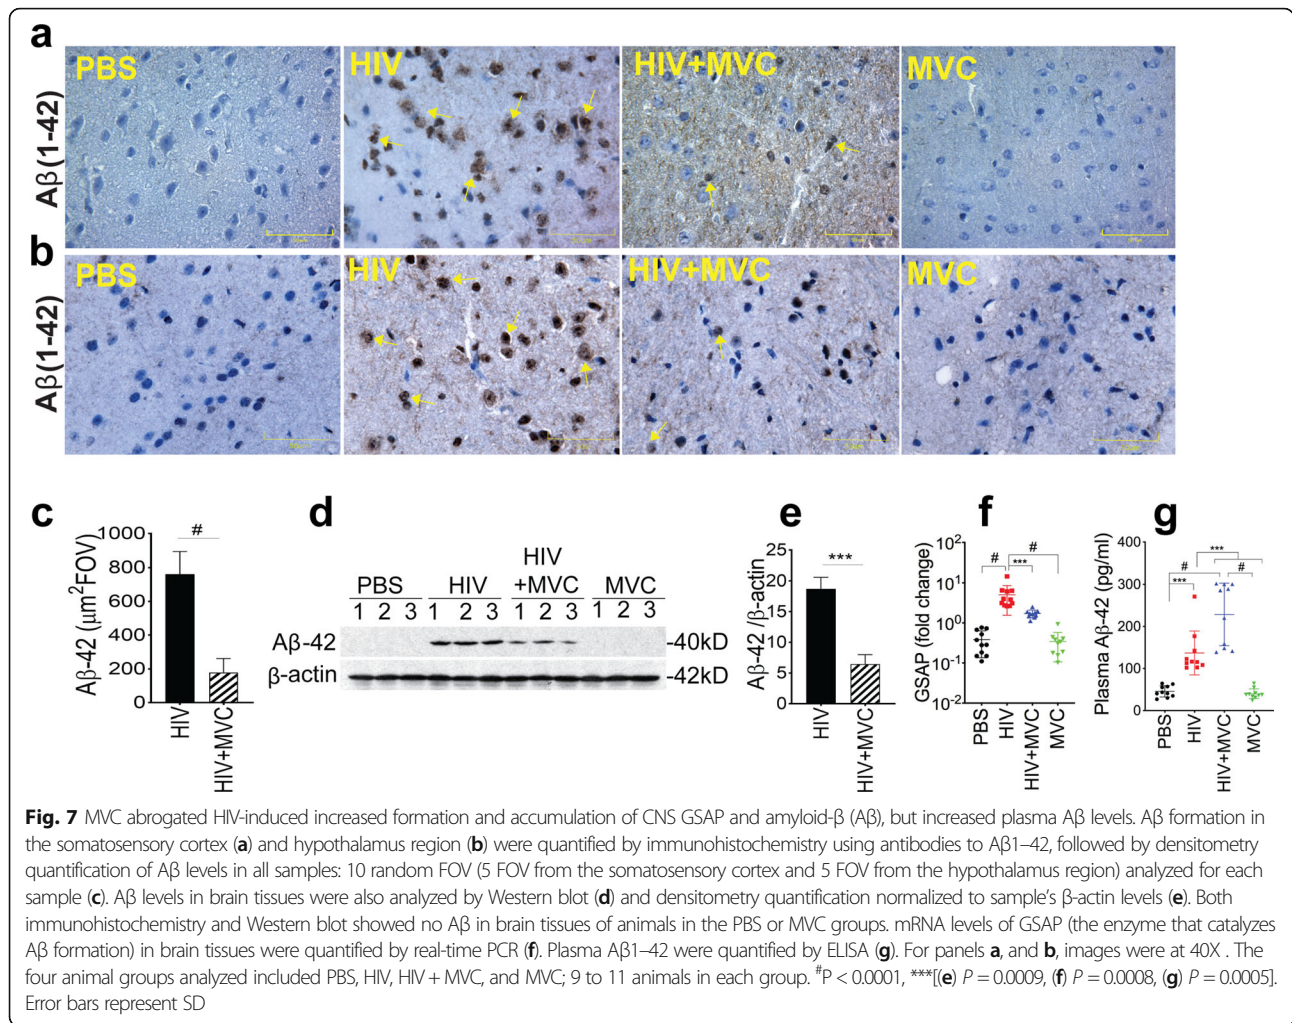 a
PBS HIV HIV+MVC MVC
Aβ(1-42)
b
PBS HIV HIV+MVC MVC
Aβ(1-42)
c
Aβ-42 (μm²FOV)
1000
800
600
400
200
0
#
HIV
HIV+MVC
d
PBS HIV HIV +MVC MVC
1 2 3 1 2 3 1 2 3 1 2 3
Aβ-42 -40kD
β-actin -42kD
e
Aβ-42 /β-actin
25
20
15
10
5
0
***
HIV
HIV+MVC
f
GSAP (fold change)
10²
10¹
10⁰
10⁻¹
10⁻²
# *** #
PBS
HIV
HIV+MVC
MVC
g
Plasma Aβ-42 (pg/ml)
400
300
200
100
0
***
# #
***
PBS
HIV
HIV+MVC
MVC
Fig. 7 MVC abrogated HIV-induced increased formation and accumulation of CNS GSAP and amyloid-β (Aβ), but increased plasma Aβ levels. Aβ formation in
the somatosensory cortex (a) and hypothalamus region (b) were quantified by immunohistochemistry using antibodies to Aβ1–42, followed by densitometry
quantification of Aβ levels in all samples: 10 random FOV (5 FOV from the somatosensory cortex and 5 FOV from the hypothalamus region) analyzed for each
sample (c). Aβ levels in brain tissues were also analyzed by Western blot (d) and densitometry quantification normalized to sample's β-actin levels (e). Both
immunohistochemistry and Western blot showed no Aβ in brain tissues of animals in the PBS or MVC groups. mRNA levels of GSAP (the enzyme that catalyzes
Aβ formation) in brain tissues were quantified by real-time PCR (f). Plasma Aβ1–42 were quantified by ELISA (g). For panels a, and b, images were at 40X . The
four animal groups analyzed included PBS, HIV, HIV + MVC, and MVC; 9 to 11 animals in each group. #P < 0.0001, ***[(e) P = 0.0009, (f) P = 0.0008, (g) P = 0.0005].
Error bars represent SD